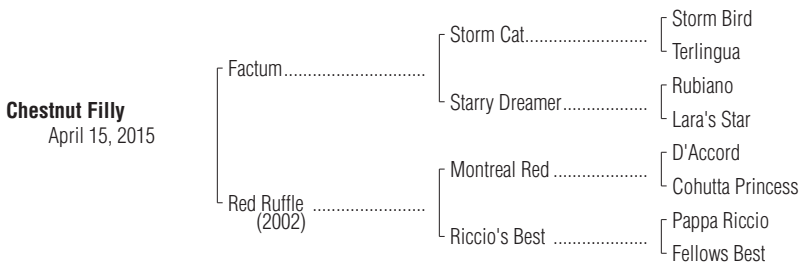 Chestnut Filly
April 15, 2015
Factum..............................
Red Ruffle ........................
(2002)
Storm Cat..........................
Starry Dreamer..................
Montreal Red ....................
Riccio's Best ....................
Storm Bird
Terlingua
Rubiano
Lara's Star
D'Accord
Cohutta Princess
Pappa Riccio
Fellows Best